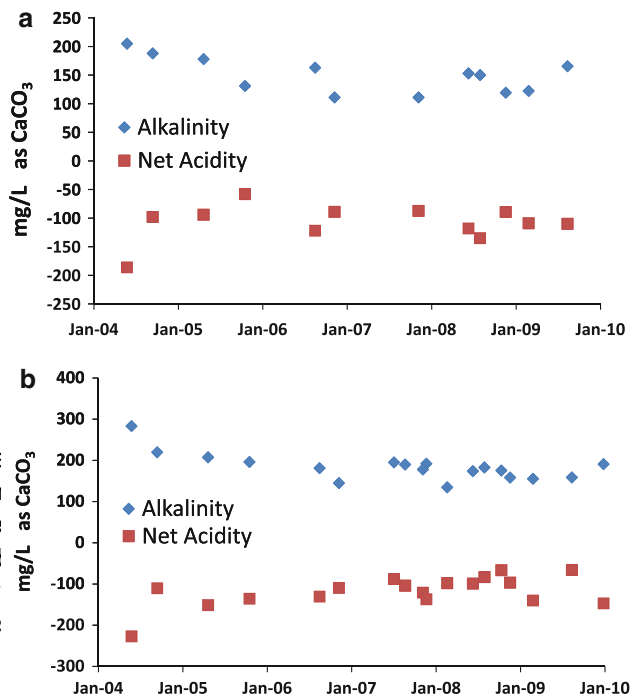 a
250
200
150
100
50
0
-50
-100
-150
-200
-250
mg/L as CaCO3
Alkalinity
Net Acidity
Jan-04 Jan-05 Jan-06 Jan-07 Jan-08 Jan-09 Jan-10
b
400
300
200
100
0
-100
-200
-300
mg/L as CaCO3
Alkalinity
Net Acidity
Jan-04 Jan-05 Jan-06 Jan-07 Jan-08 Jan-09 Jan-10